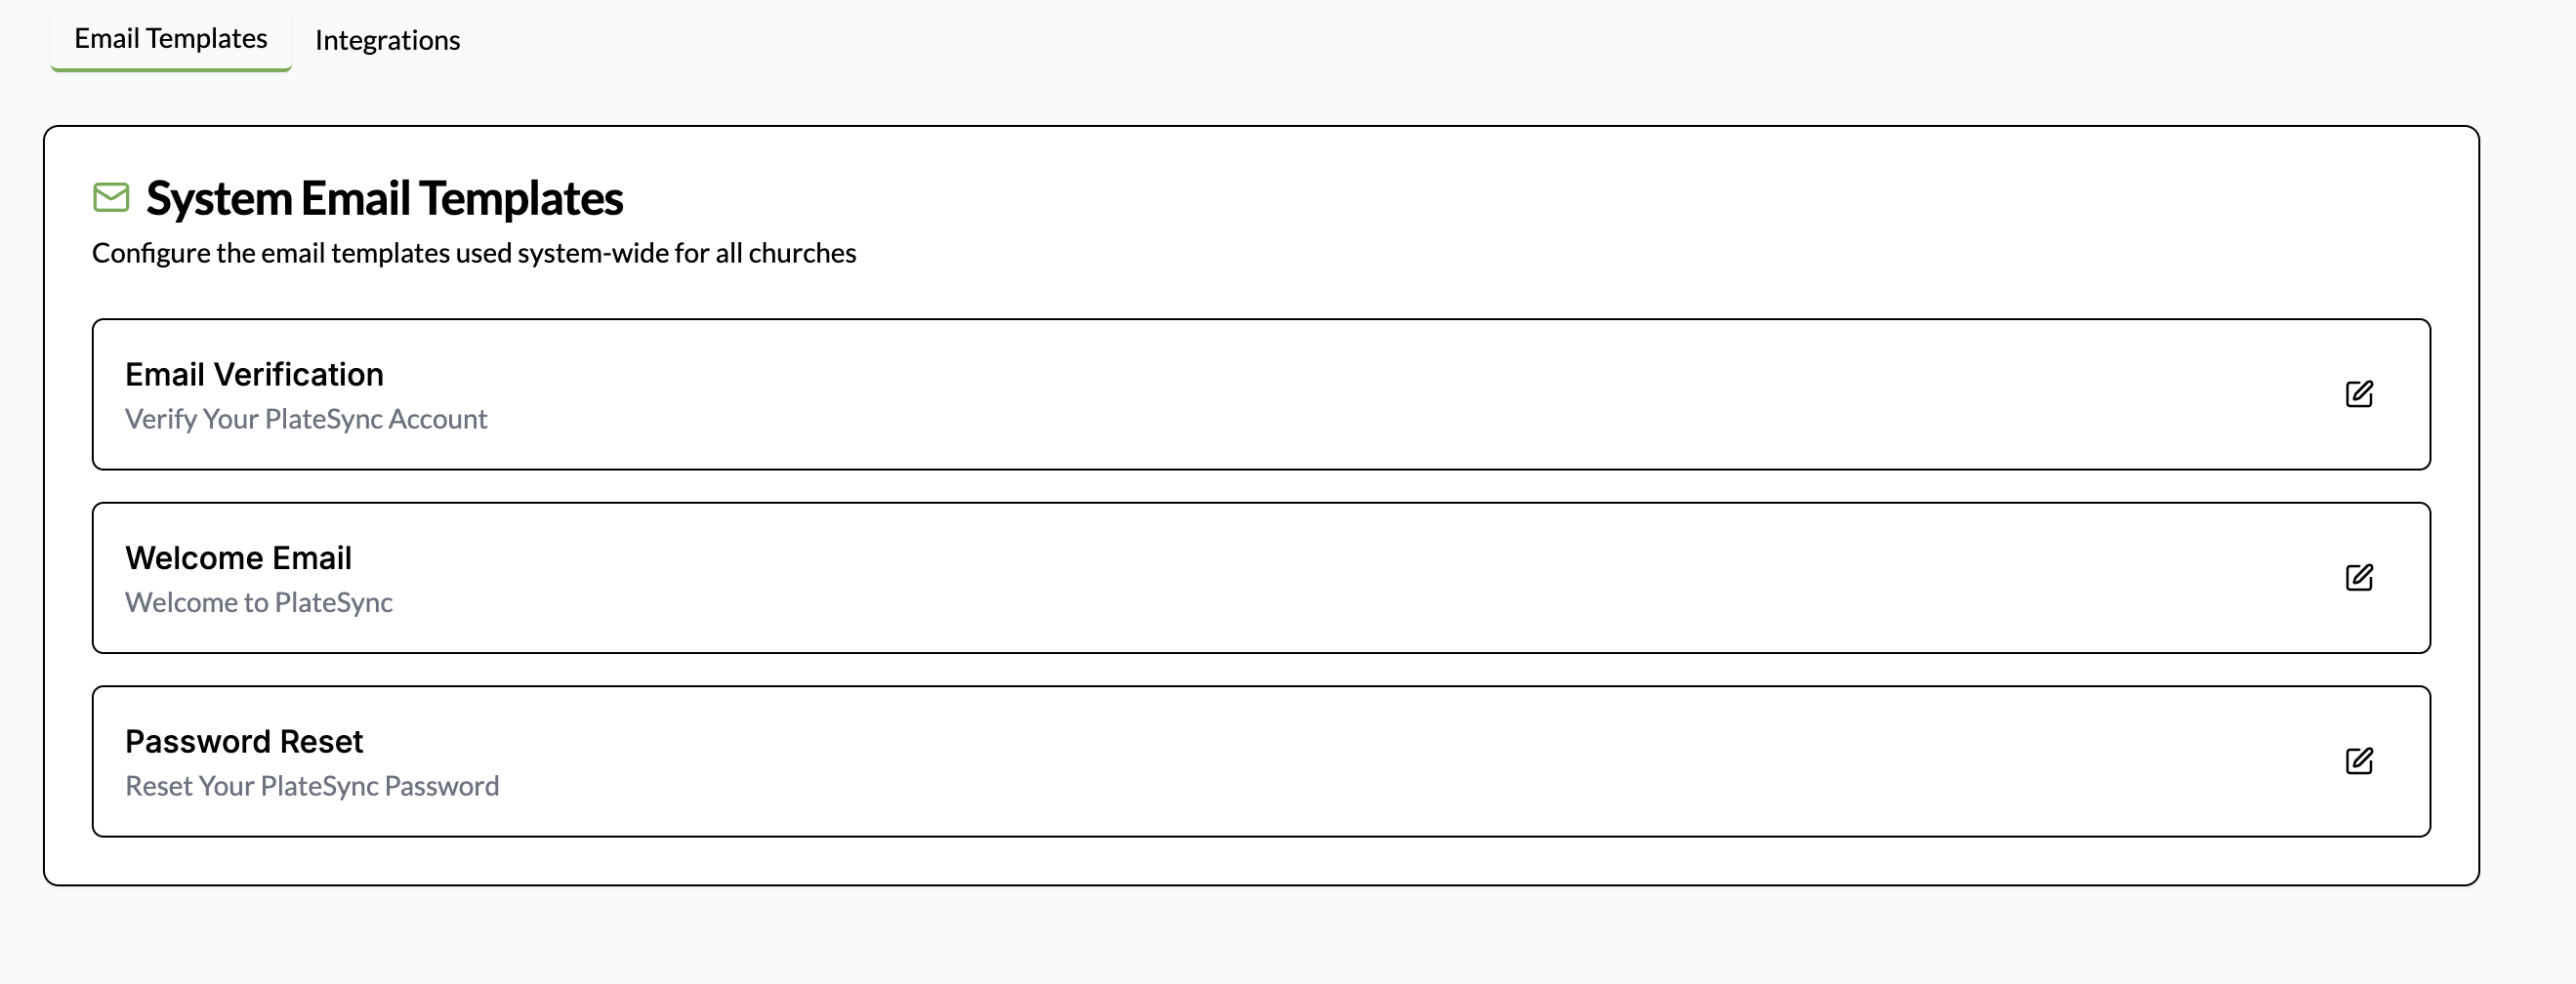 Email Templates
Integrations
System Email Templates
Configure the email templates used system-wide for all churches
Email Verification
Verify Your PlateSync Account
Welcome Email
Welcome to PlateSync
Password Reset
Reset Your PlateSync Password